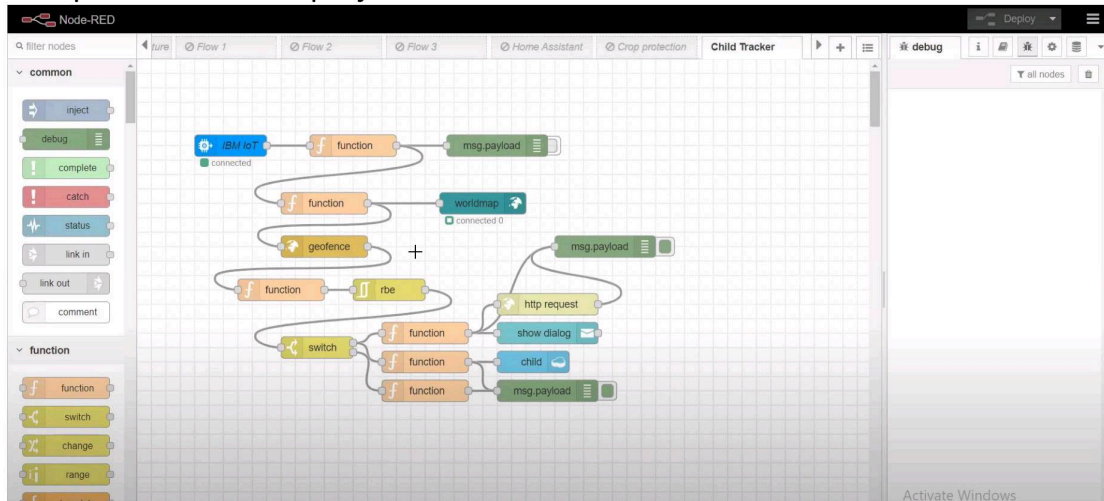 Node-RED
Deploy
filter nodes
ture
Flow 1
Flow 2
Flow 3
Home Assistant
Crop protection
Child Tracker
debug
all nodes
common
inject
debug
complete
catch
status
link in
link out
comment
function
function
switch
change
range
IBM IoT
connected
function
msg.payload
function
worldmap
connected 0
geofence
msg.payload
function
rbe
http request
function
show dialog
switch
function
child
function
msg.payload
Activate Windows